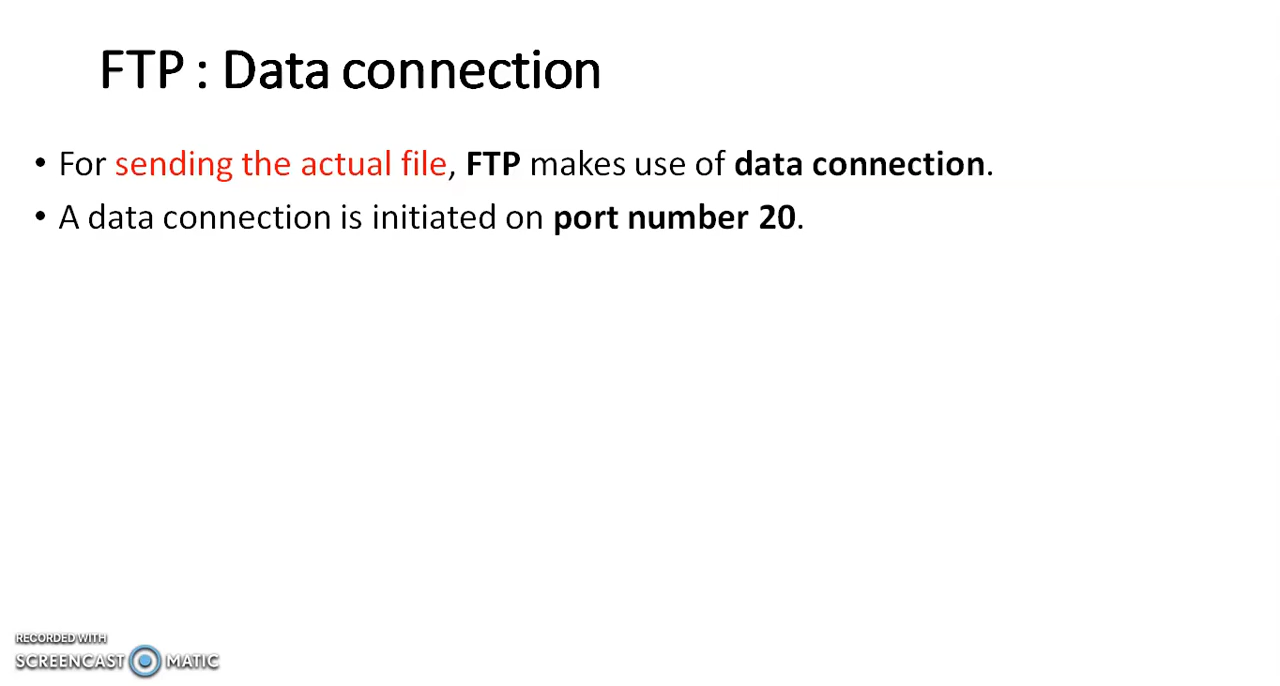 FTP : Data connection
• For sending the actual file, FTP makes use of data connection.
• A data connection is initiated on port number 20.
RECORDED WITH
SCREENCAST MATIC